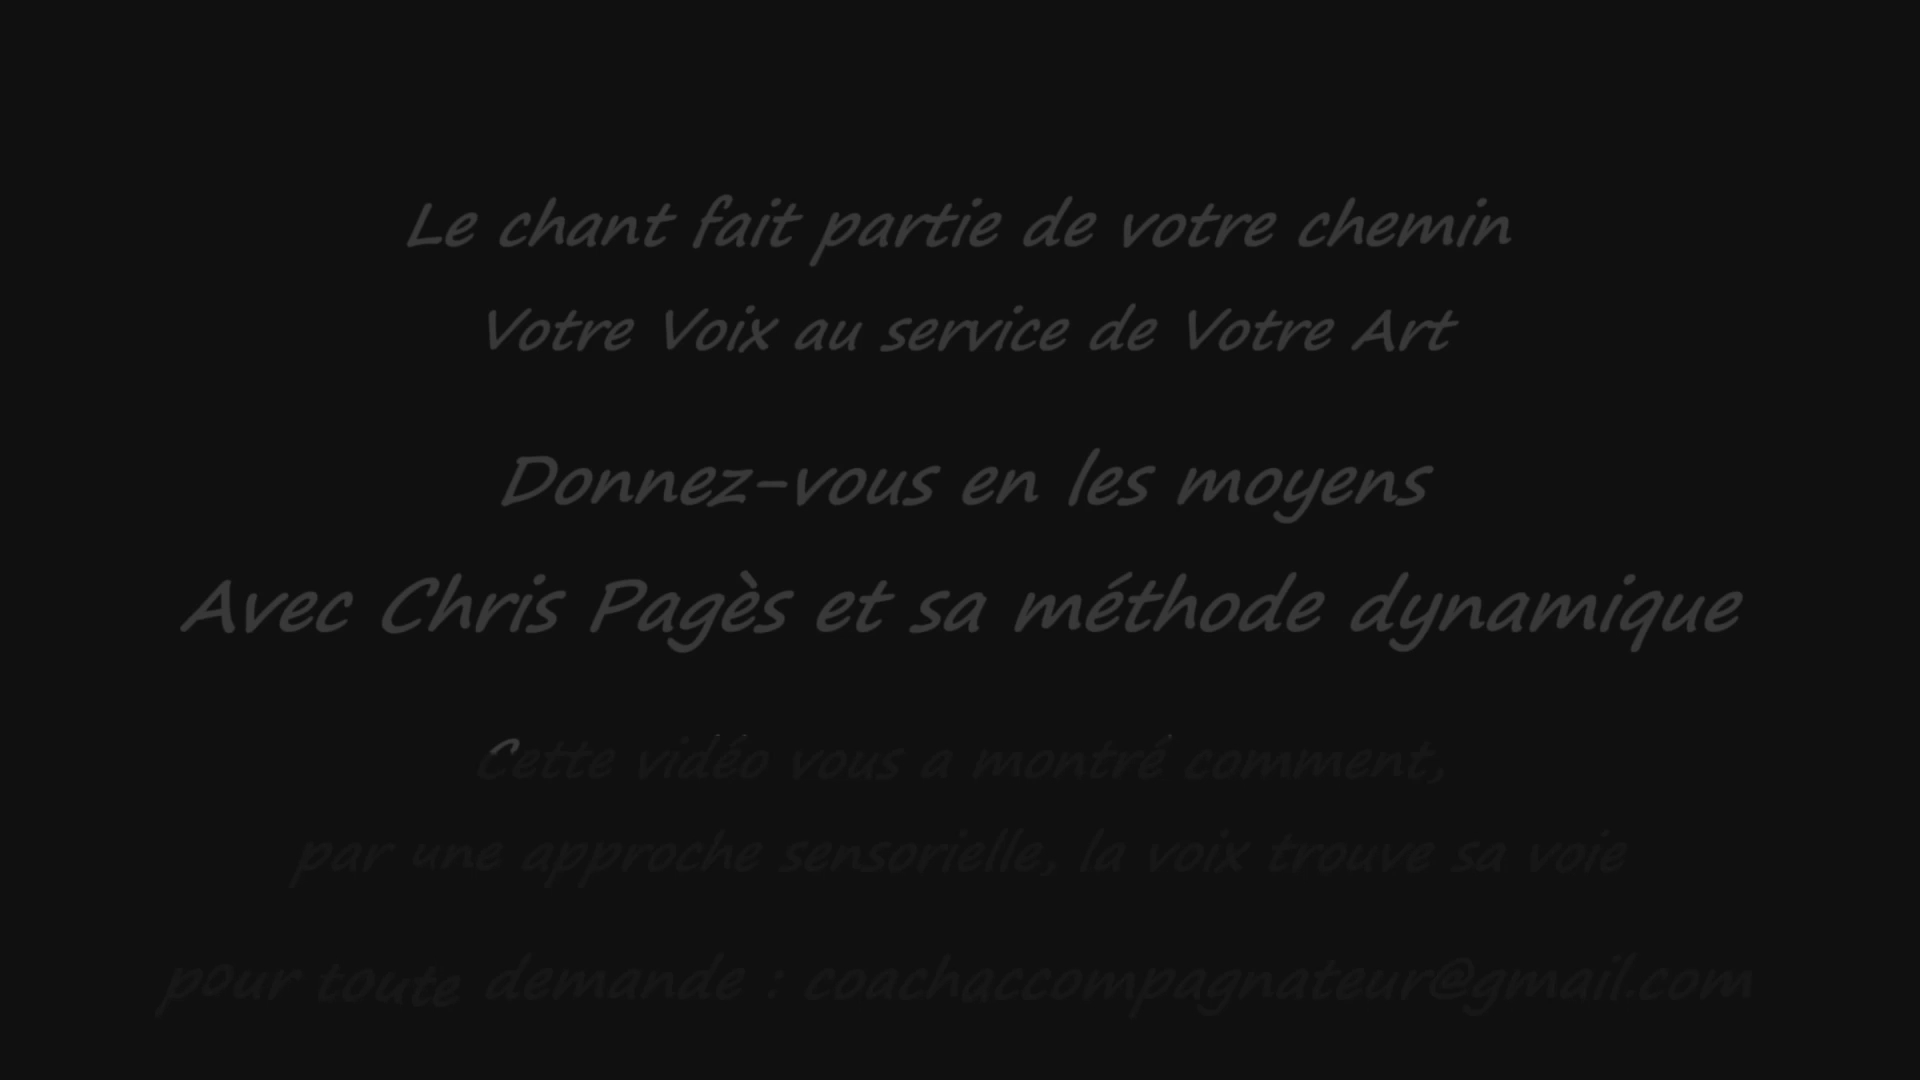 Le chant fait partie de votre chemin
Votre Voix au service de Votre Art
Donnez-vous en les moyens
Avec Chris Pagès et sa méthode dynamique
Cette vidéo vous a montré comment,
par une approche sensorielle, la voix trouve sa voie
pour toute demande : coachaccompagnateur@gmail.com